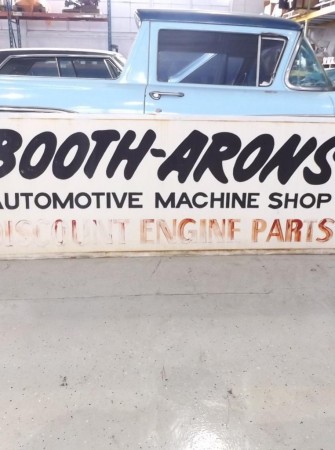 BOOTH-ARONS
AUTOMOTIVE MACHINE SHOP
DISCOUNT ENGINE PARTS